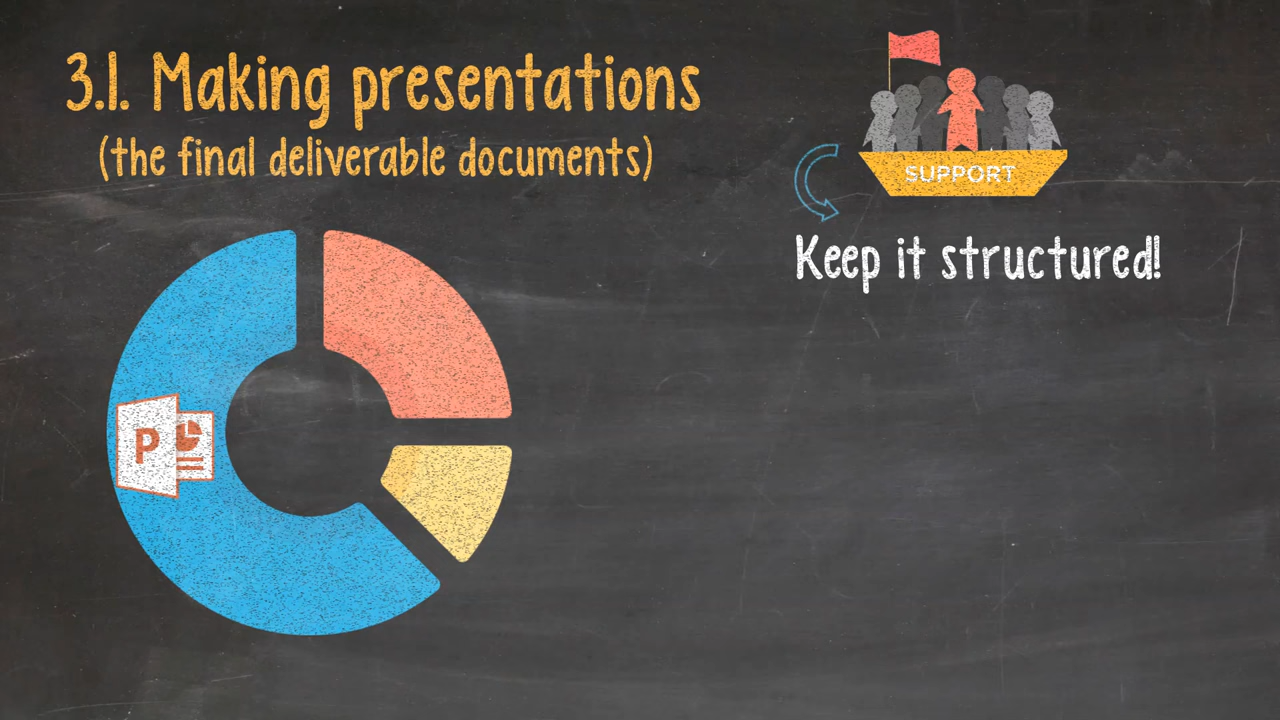 3.1. Making presentations
(the final deliverable documents)
SUPPORT
Keep it structured!
P